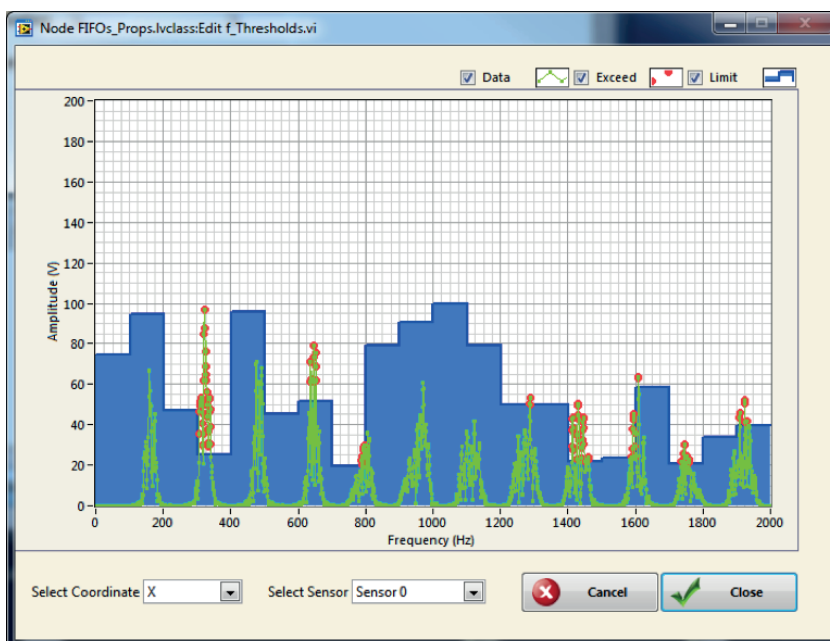 Node FIFOs_Props.lvclass:Edit f_Thresholds.vi
Data Exceed Limit
200
180
160
140
120
100
80
60
40
20
0
Amplitude (V)
0 200 400 600 800 1000 1200 1400 1600 1800 2000
Frequency (Hz)
Select Coordinate X Select Sensor Sensor 0 Cancel Close